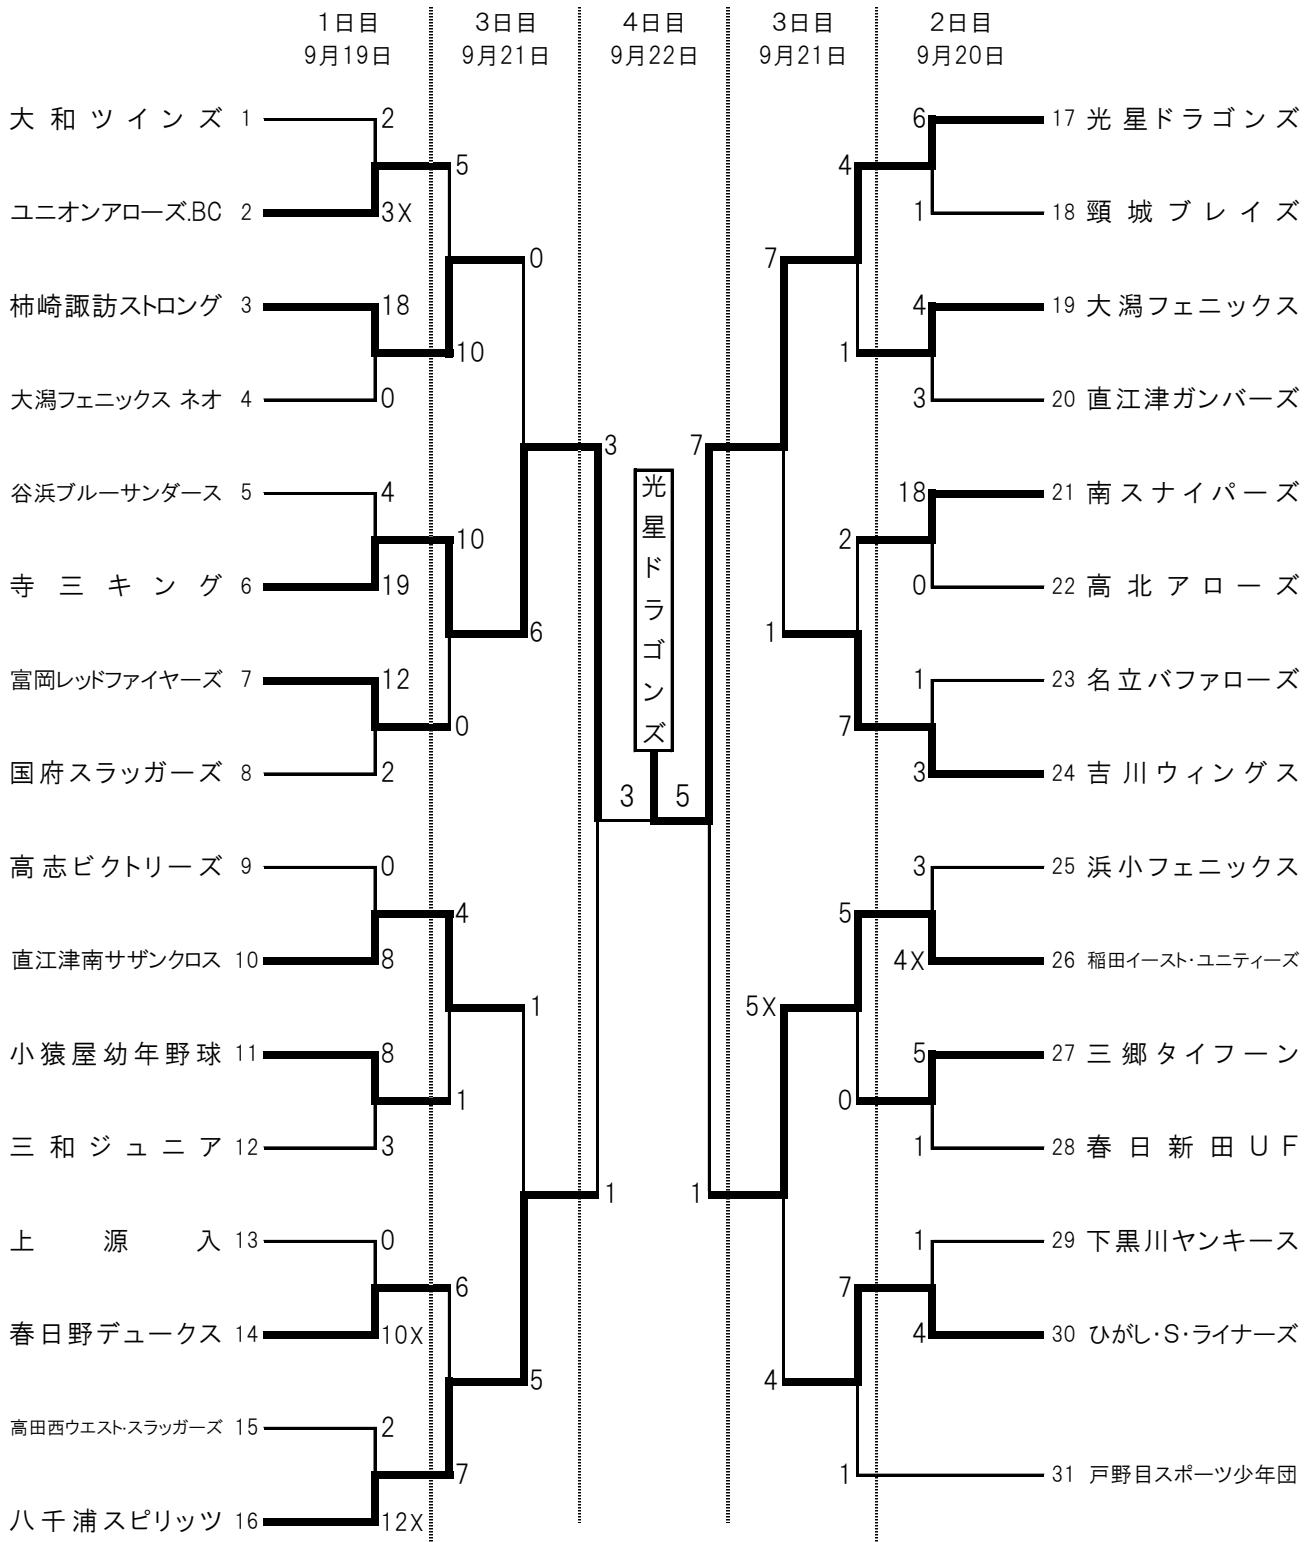 1日目 3日目 4日目 3日目 2日目
9月19日 9月21日 9月22日 9月21日 9月20日
大和ツインズ 1 2 6 17 光星ドラゴンズ
5 4
ユニオンアローズ.BC 2 3X 1 18 頸城ブレイズ
0 7
柿崎諏訪ストロング 3 18 4 19 大潟フェニックス
10 1
大潟フェニックス ネオ 4 0 3 20 直江津ガンバーズ
3 7
谷浜ブルーサンダース 5 4 18 21 南スナイパーズ
10 2
寺三キング 6 19 0 22 高北アローズ
6 1
富岡レッドファイヤーズ 7 12 1 23 名立バファローズ
0 7
国府スラッガーズ 8 2 3 24 吉川ウィングス
光星ドラゴンズ
3 5
高志ビクトリーズ 9 0 3 25 浜小フェニックス
4 5
直江津南サザンクロス 10 8 4X 26 稲田イースト・ユニティーズ
1 5X
小猿屋幼年野球 11 8 5 27 三郷タイフーン
1 0
三和ジュニア 12 3 1 28 春日新田UF
1 1
上源入 13 0 1 29 下黒川ヤンキース
6 7
春日野デュークス 14 10X 4 30 ひがし・S・ライナーズ
5 4
高田西ウエスト・スラッガーズ 15 2
7 1 31 戸野目スポーツ少年団
八千浦スピリッツ 16 12X